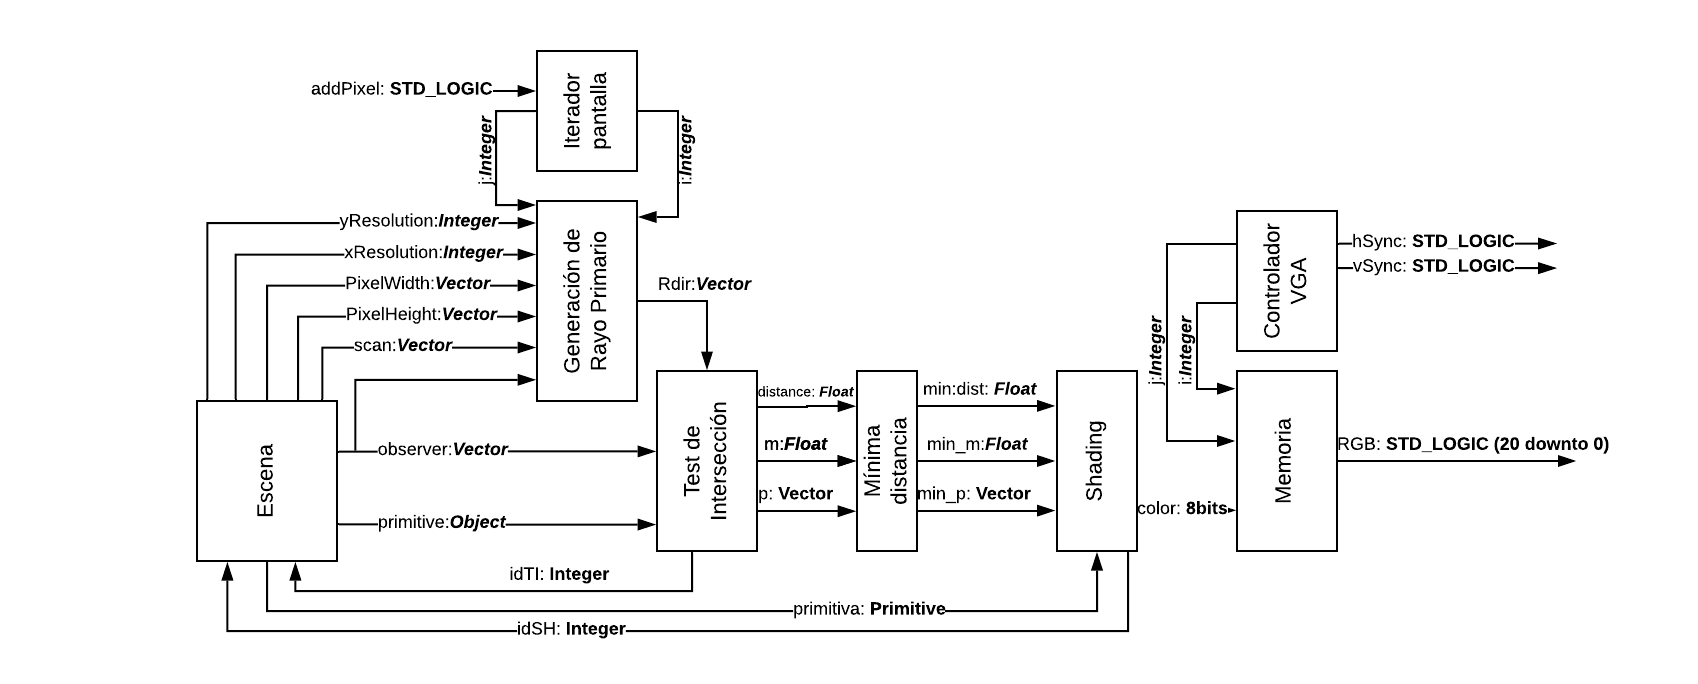 Iterador
pantalla
addPixel: STD_LOGIC
j:Integer
i:Integer
yResolution:Integer
xResolution:Integer
PixelWidth:Vector
PixelHeight:Vector
scan:Vector
Generación de
Rayo Primario
Rdir:Vector
Escena
observer:Vector
primitive:Object
Test de
Intersección
distance: Float
m:Float
p: Vector
Mínima
distancia
min:dist: Float
min_m:Float
min_p: Vector
Shading
color: 8bits
Controlador
VGA
hSync: STD_LOGIC
vSync: STD_LOGIC
j:Integer
i:Integer
Memoria
RGB: STD_LOGIC (20 downto 0)
idTI: Integer
primitiva: Primitive
idSH: Integer